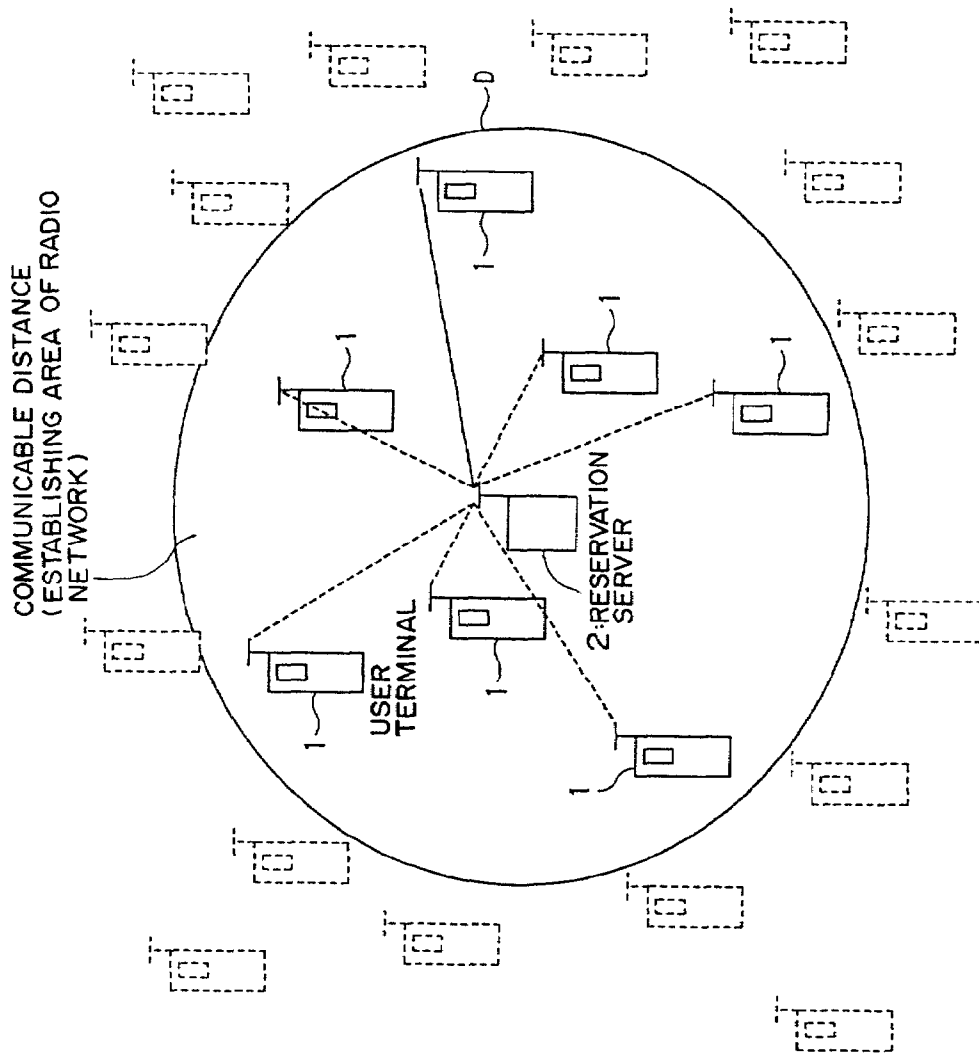 COMMUNICABLE DISTANCE
(ESTABLISHING AREA OF RADIO
NETWORK)
D
1
1
1
1
1
USER
TERMINAL
1
1
2:RESERVATION
SERVER